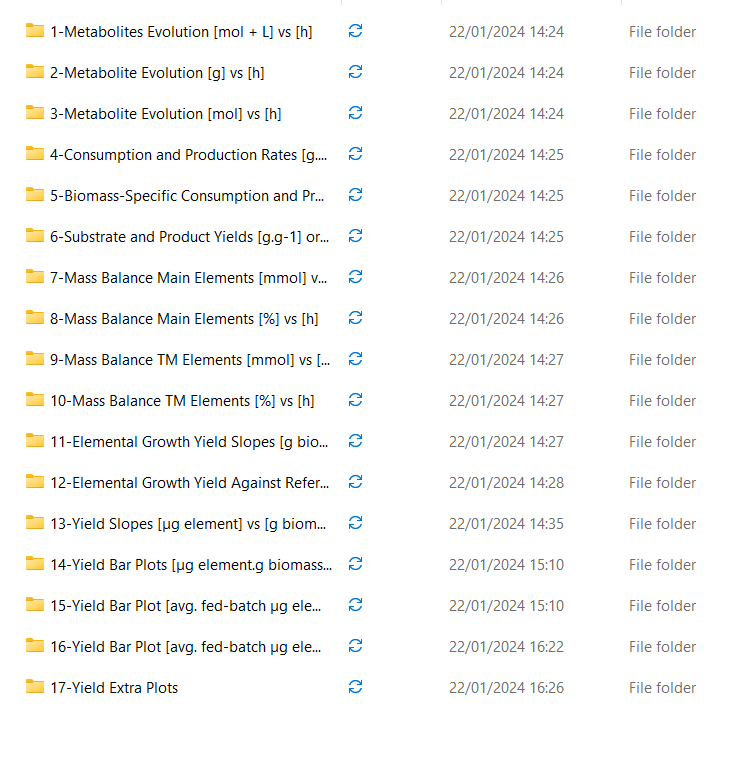 1-Metabolites Evolution [mol + L] vs [h] 22/01/2024 14:24 File folder
2-Metabolite Evolution [g] vs [h] 22/01/2024 14:24 File folder
3-Metabolite Evolution [mol] vs [h] 22/01/2024 14:24 File folder
4-Consumption and Production Rates [g.... 22/01/2024 14:25 File folder
5-Biomass-Specific Consumption and Pr... 22/01/2024 14:25 File folder
6-Substrate and Product Yields [g.g-1] or... 22/01/2024 14:25 File folder
7-Mass Balance Main Elements [mmol] v... 22/01/2024 14:26 File folder
8-Mass Balance Main Elements [%] vs [h] 22/01/2024 14:26 File folder
9-Mass Balance TM Elements [mmol] vs [... 22/01/2024 14:27 File folder
10-Mass Balance TM Elements [%] vs [h] 22/01/2024 14:27 File folder
11-Elemental Growth Yield Slopes [g bio... 22/01/2024 14:27 File folder
12-Elemental Growth Yield Against Refer... 22/01/2024 14:28 File folder
13-Yield Slopes [µg element] vs [g biom... 22/01/2024 14:35 File folder
14-Yield Bar Plots [µg element.g biomass... 22/01/2024 15:10 File folder
15-Yield Bar Plot [avg. fed-batch µg ele... 22/01/2024 15:10 File folder
16-Yield Bar Plot [avg. fed-batch µg ele... 22/01/2024 16:22 File folder
17-Yield Extra Plots 22/01/2024 16:26 File folder